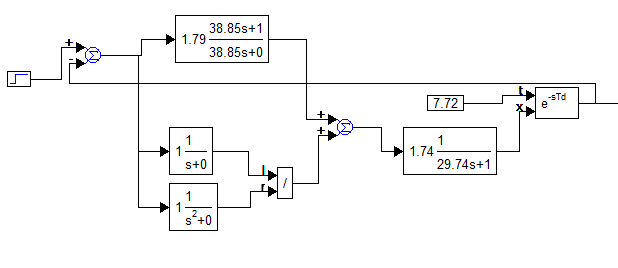 +
-
1.79 38.85s+1
38.85s+0
7.72
t
x
e-sTd
+
+
1.74 1
29.74s+1
1 1
s+0
l
r
/
1 1
s2+0